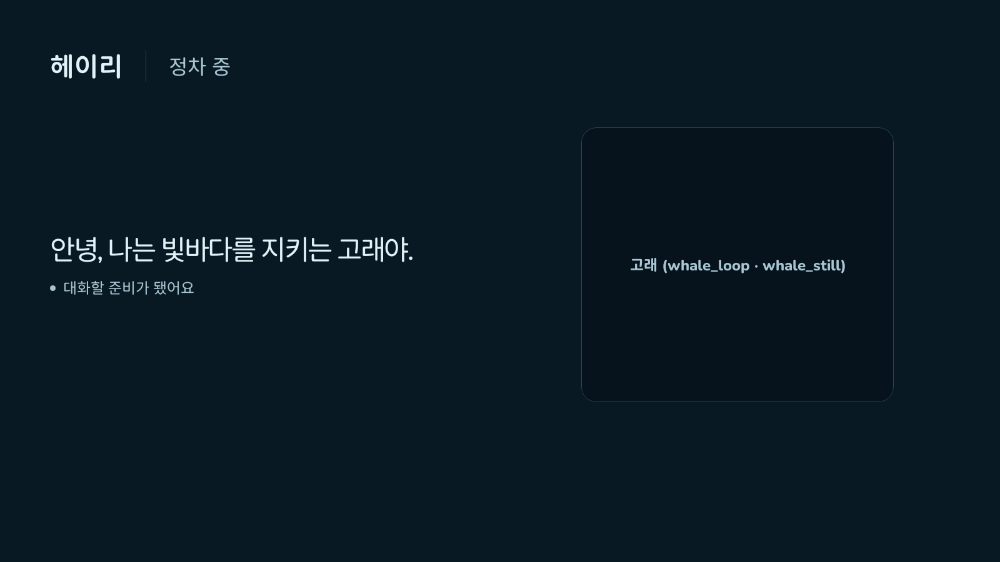 헤이리 정차 중
안녕, 나는 빛바다를 지키는 고래야.
대화할 준비가 됐어요
고래 (whale_loop · whale_still)